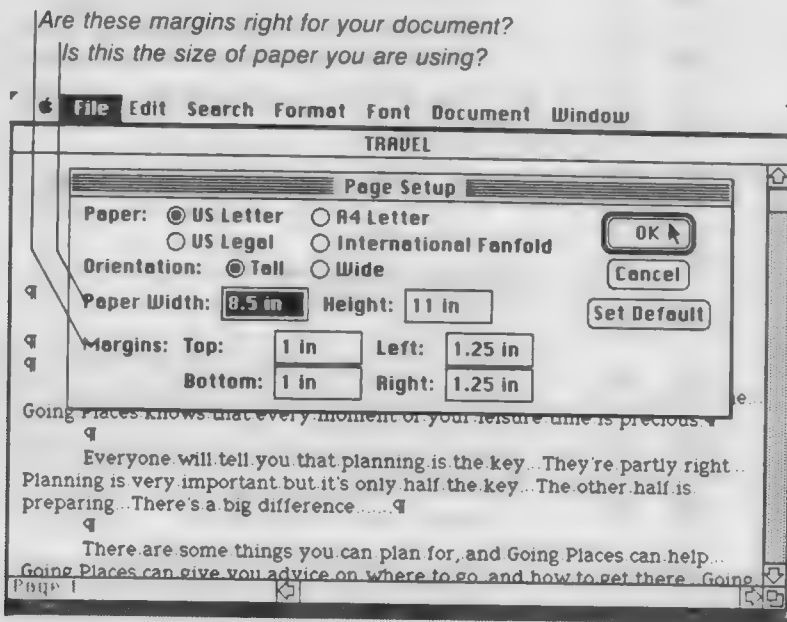 Are these margins right for your document?
Is this the size of paper you are using?
File Edit Search Format Font Document Window
TRAVEL
Page Setup
Paper: US Letter A4 Letter OK
US Legal International Fanfold
Orientation: Tall Wide Cancel
Paper Width: 8.5 in Height: 11 in Set Default
¶
Margins: Top: 1 in Left: 1.25 in
¶
¶
Bottom: 1 in Right: 1.25 in
Going Places knows that every moment of your leisure time is precious.¶
¶
Everyone will tell you that planning is the key...They're partly right..
Planning is very important but it's only half the key...The other half is
preparing...There's a big difference......¶
¶
There are some things you can plan for, and Going Places can help...
Going Places can give you advice on where to go and how to get there. Going
Page 1